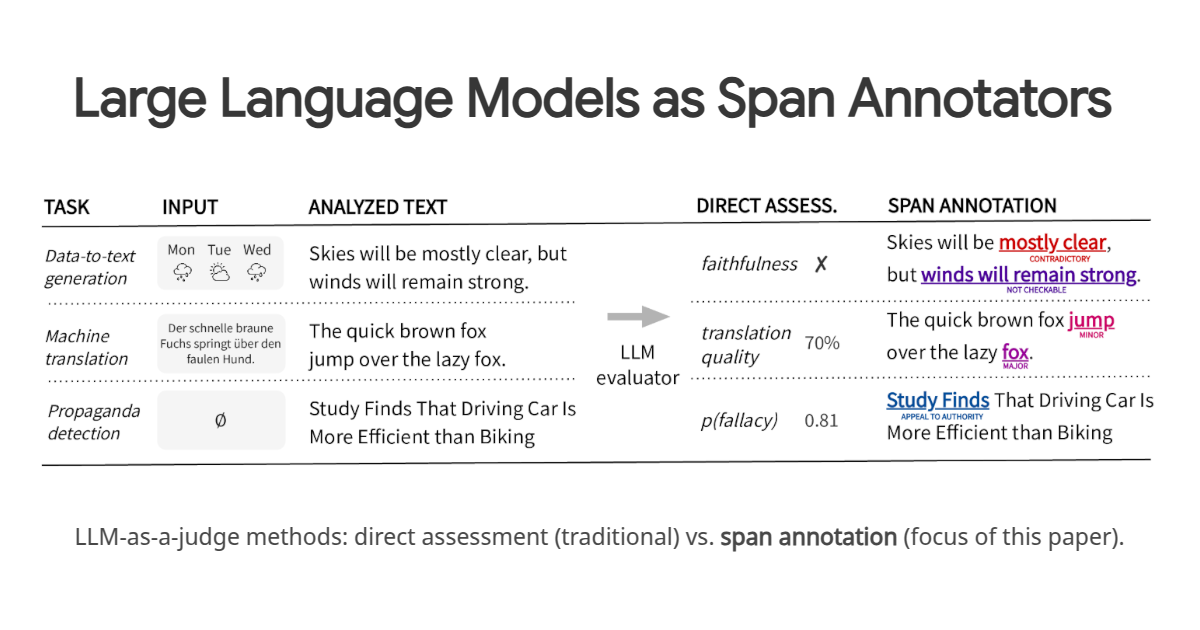 Large Language Models as Span Annotators
TASK INPUT ANALYZED TEXT DIRECT ASSESS. SPAN ANNOTATION
Data-to-text
generation
Mon Tue Wed
Skies will be mostly clear, but
winds will remain strong.
faithfulness ✗
Skies will be mostly clear,
CONTRADICTORY
but winds will remain strong.
NOT CHECKABLE
Machine
translation
Der schnelle braune
Fuchs springt über den
faulen Hund.
The quick brown fox
jump over the lazy fox.
translation
quality
70%
The quick brown fox jump
MINOR
over the lazy fox.
MAJOR
Propaganda
detection
∅
Study Finds That Driving Car Is
More Efficient than Biking
p(fallacy) 0.81
Study Finds That Driving Car Is
APPEAL TO AUTHORITY
More Efficient than Biking
LLM
evaluator
LLM-as-a-judge methods: direct assessment (traditional) vs. span annotation (focus of this paper).